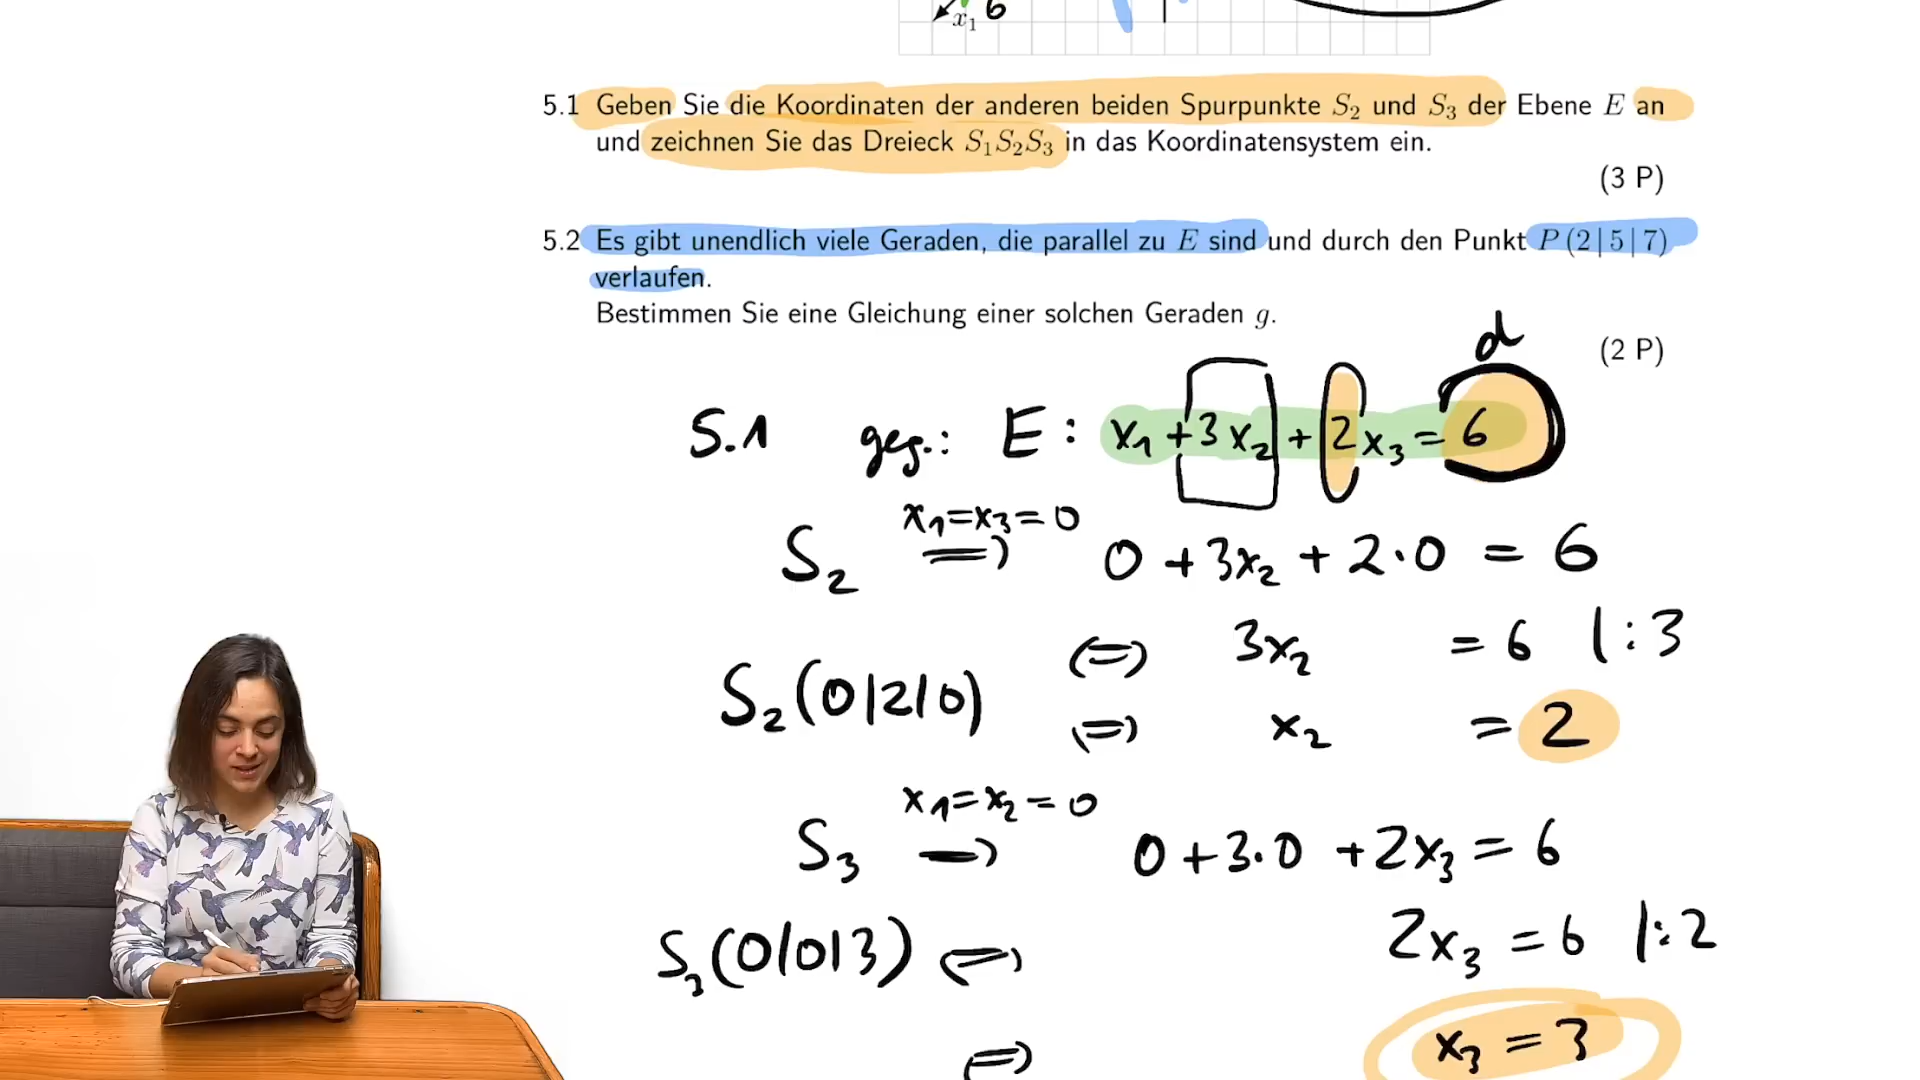 x₁ 6
5.1 Geben Sie die Koordinaten der anderen beiden Spurpunkte S₂ und S₃ der Ebene E an
und zeichnen Sie das Dreieck S₁S₂S₃ in das Koordinatensystem ein.
(3 P)
5.2 Es gibt unendlich viele Geraden, die parallel zu E sind und durch den Punkt P (2 | 5 | 7)
verlaufen.
Bestimmen Sie eine Gleichung einer solchen Geraden g.
(2 P)
d
5.1 geg.: E: x₁ + 3x₂ + 2x₃ = 6
x₁=x₃=0
S₂ => 0 + 3x₂ + 2·0 = 6
(=) 3x₂ = 6 |:3
S₂(0|2|0) (=) x₂ = 2
x₁=x₂=0
S₃ => 0 + 3·0 + 2x₃ = 6
S₃(0|0|3) (=) 2x₃ = 6 |:2
(=) x₃ = 3